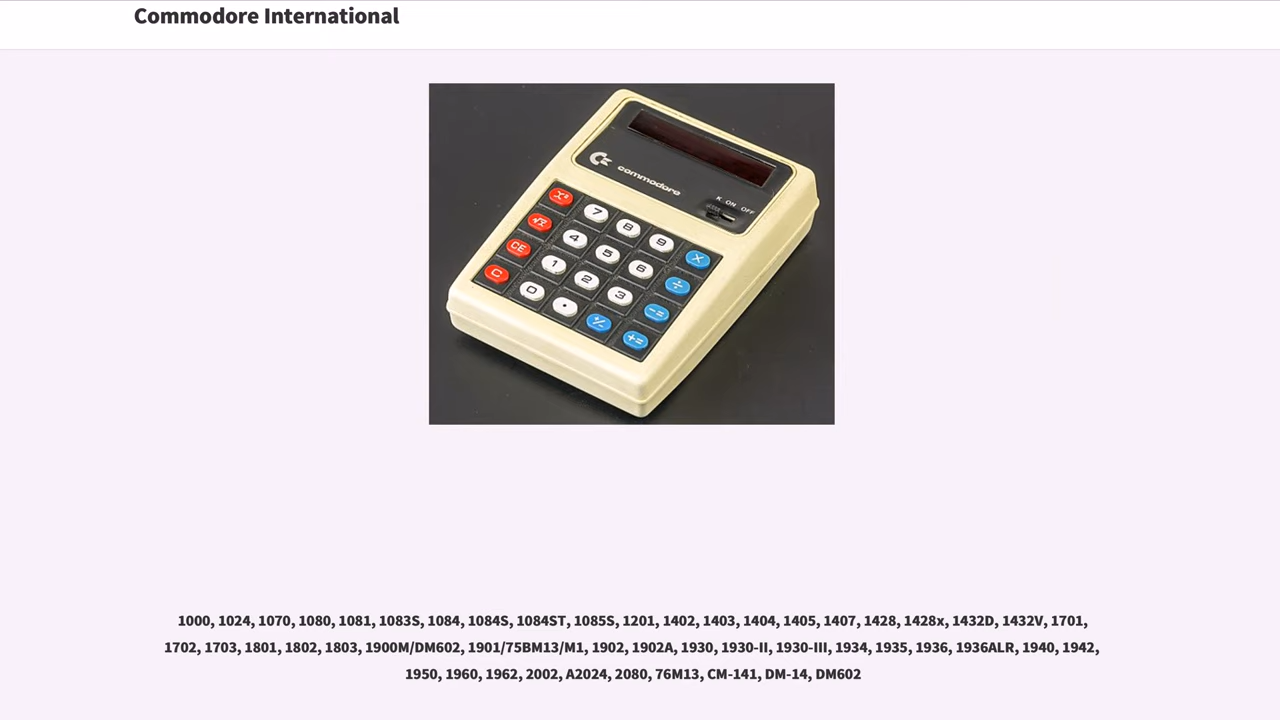 Commodore International
commodore
K ON OFF
X² 7 8 9 X
√X 4 5 6 ÷
CE 1 2 3 -=
C 0 . +/- +=
1000, 1024, 1070, 1080, 1081, 1083S, 1084, 1084S, 1084ST, 1085S, 1201, 1402, 1403, 1404, 1405, 1407, 1428, 1428x, 1432D, 1432V, 1701,
1702, 1703, 1801, 1802, 1803, 1900M/DM602, 1901/75BM13/M1, 1902, 1902A, 1930, 1930-II, 1930-III, 1934, 1935, 1936, 1936ALR, 1940, 1942,
1950, 1960, 1962, 2002, A2024, 2080, 76M13, CM-141, DM-14, DM602